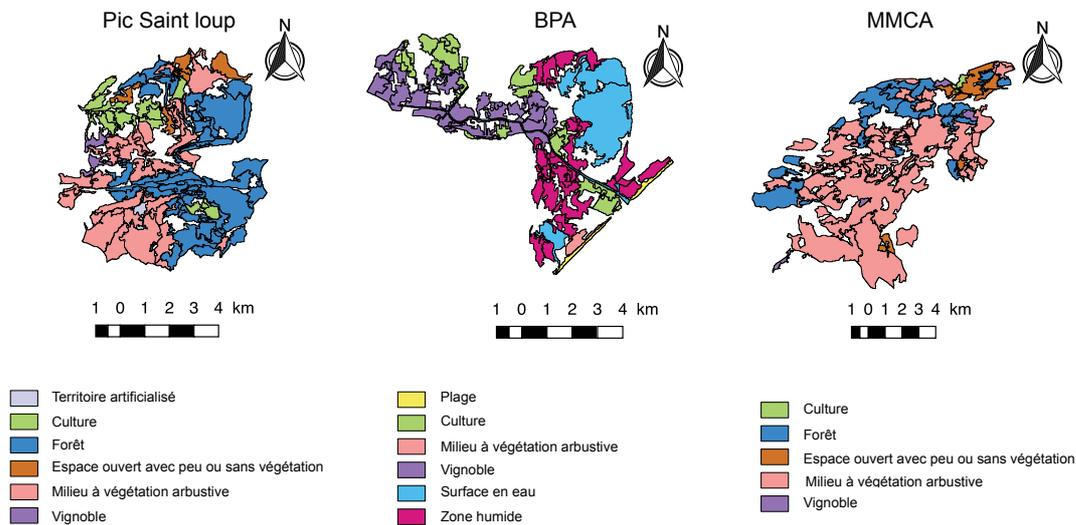 Pic Saint loup
N
1 0 1 2 3 4 km
Territoire artificialisé
Culture
Forêt
Espace ouvert avec peu ou sans végétation
Milieu à végétation arbustive
Vignoble
BPA
N
1 0 1 2 3 4 km
Plage
Culture
Milieu à végétation arbustive
Vignoble
Surface en eau
Zone humide
MMCA
N
1 0 1 2 3 4 km
Culture
Forêt
Espace ouvert avec peu ou sans végétation
Milieu à végétation arbustive
Vignoble